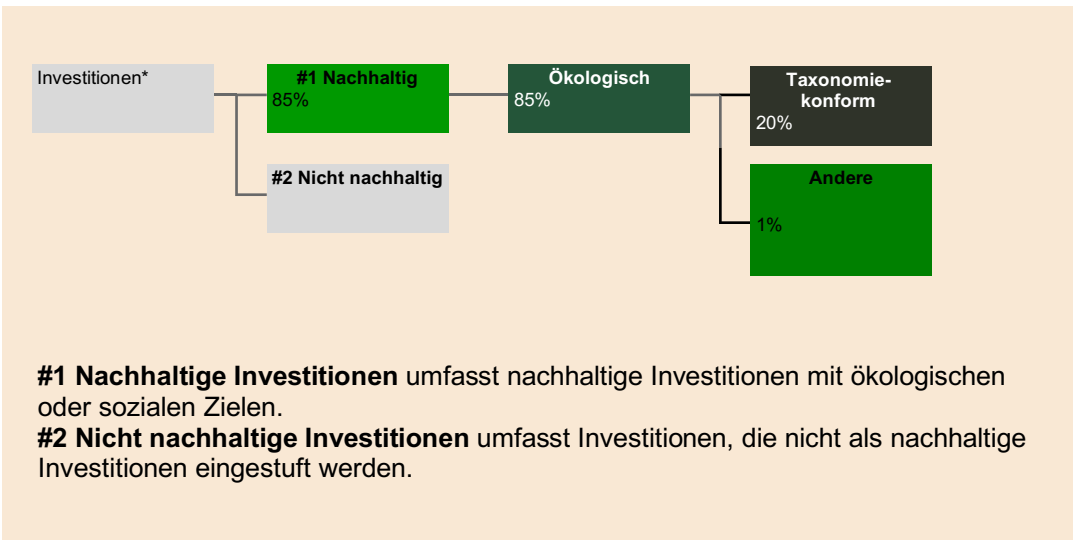 Investitionen*
#1 Nachhaltig
85%
Ökologisch
85%
Taxonomie-
konform
20%
#2 Nicht nachhaltig
Andere
1%
#1 Nachhaltige Investitionen umfasst nachhaltige Investitionen mit ökologischen
oder sozialen Zielen.
#2 Nicht nachhaltige Investitionen umfasst Investitionen, die nicht als nachhaltige
Investitionen eingestuft werden.